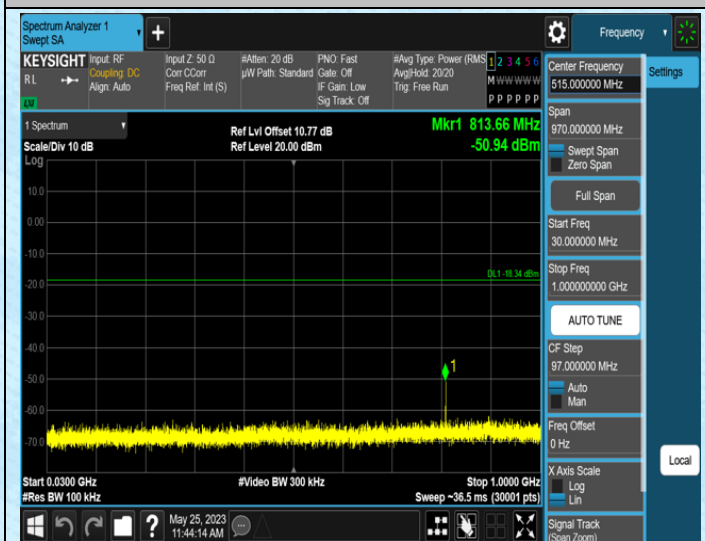 Spectrum Analyzer 1
Swept SA
+
Frequency
KEYSIGHT
RL
LW
Input: RF
Coupling: DC
Align: Auto
Input Z: 50 Ω
Corr CCorr
Freq Ref: Int (S)
#Atten: 20 dB
µW Path: Standard
PNO: Fast
Gate: Off
IF Gain: Low
Sig Track: Off
#Avg Type: Power (RMS
Avg|Hold: 20/20
Trig: Free Run
1 2 3 4 5 6
M W W W W W
P P P P P P
1 Spectrum
Scale/Div 10 dB
Log
Ref Lvl Offset 10.77 dB
Ref Level 20.00 dBm
Mkr1 813.66 MHz
-50.94 dBm
10.0
0.00
-10.0
-20.0
-30.0
-40.0
-50.0
-60.0
-70.0
DL1 -18.34 dBm
1
Start 0.0300 GHz
#Res BW 100 kHz
#Video BW 300 kHz
Stop 1.0000 GHz
Sweep ~36.5 ms (30001 pts)
May 25, 2023
11:44:14 AM
Center Frequency
515.000000 MHz
Span
970.000000 MHz
Swept Span
Zero Span
Full Span
Start Freq
30.000000 MHz
Stop Freq
1.000000000 GHz
AUTO TUNE
CF Step
97.000000 MHz
Auto
Man
Freq Offset
0 Hz
X Axis Scale
Log
Lin
Signal Track
(Span Zoom)
Settings
Local